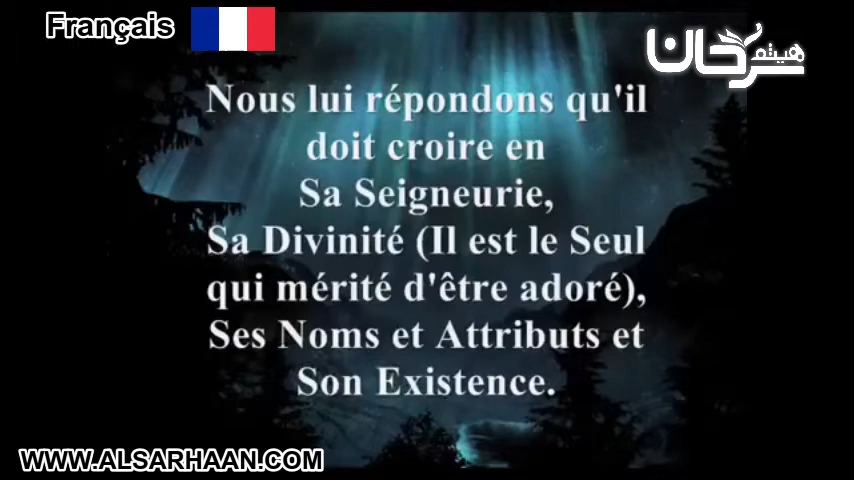 Français
هيثم سرحان
Nous lui répondons qu'il
doit croire en
Sa Seigneurie,
Sa Divinité (Il est le Seul
qui mérité d'être adoré),
Ses Noms et Attributs et
Son Existence.
WWW.ALSARHAAN.COM